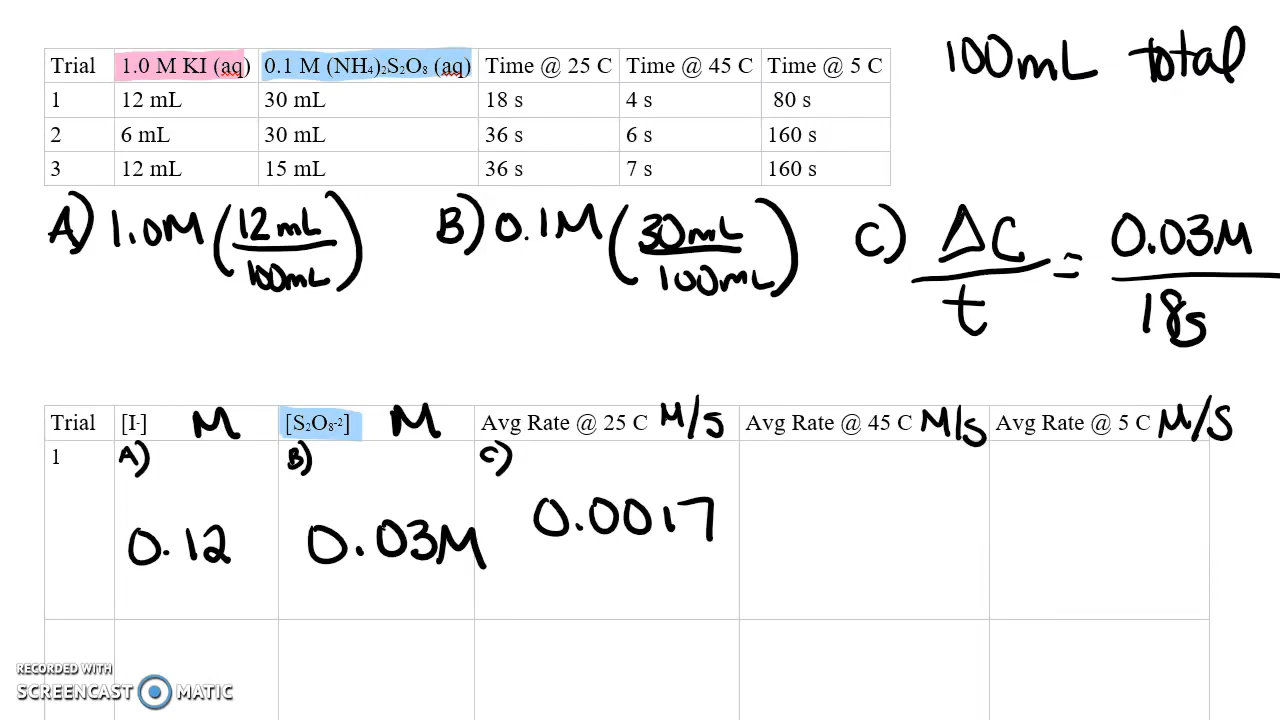 100mL total
Trial 1.0 M KI (aq) 0.1 M (NH₄)₂S₂O₈ (aq) Time @ 25 C Time @ 45 C Time @ 5 C
1 12 mL 30 mL 18 s 4 s 80 s
2 6 mL 30 mL 36 s 6 s 160 s
3 12 mL 15 mL 36 s 7 s 160 s
A) 1.0M (12mL/100mL) B) 0.1M (30mL/100mL) C) ΔC/t = 0.03M/18s
Trial [I-] M [S₂O₈-2] M Avg Rate @ 25 C M/s Avg Rate @ 45 C M/s Avg Rate @ 5 C M/S
1 A) B) C)
0.12 0.03M 0.0017
RECORDED WITH
SCREENCAST MATIC